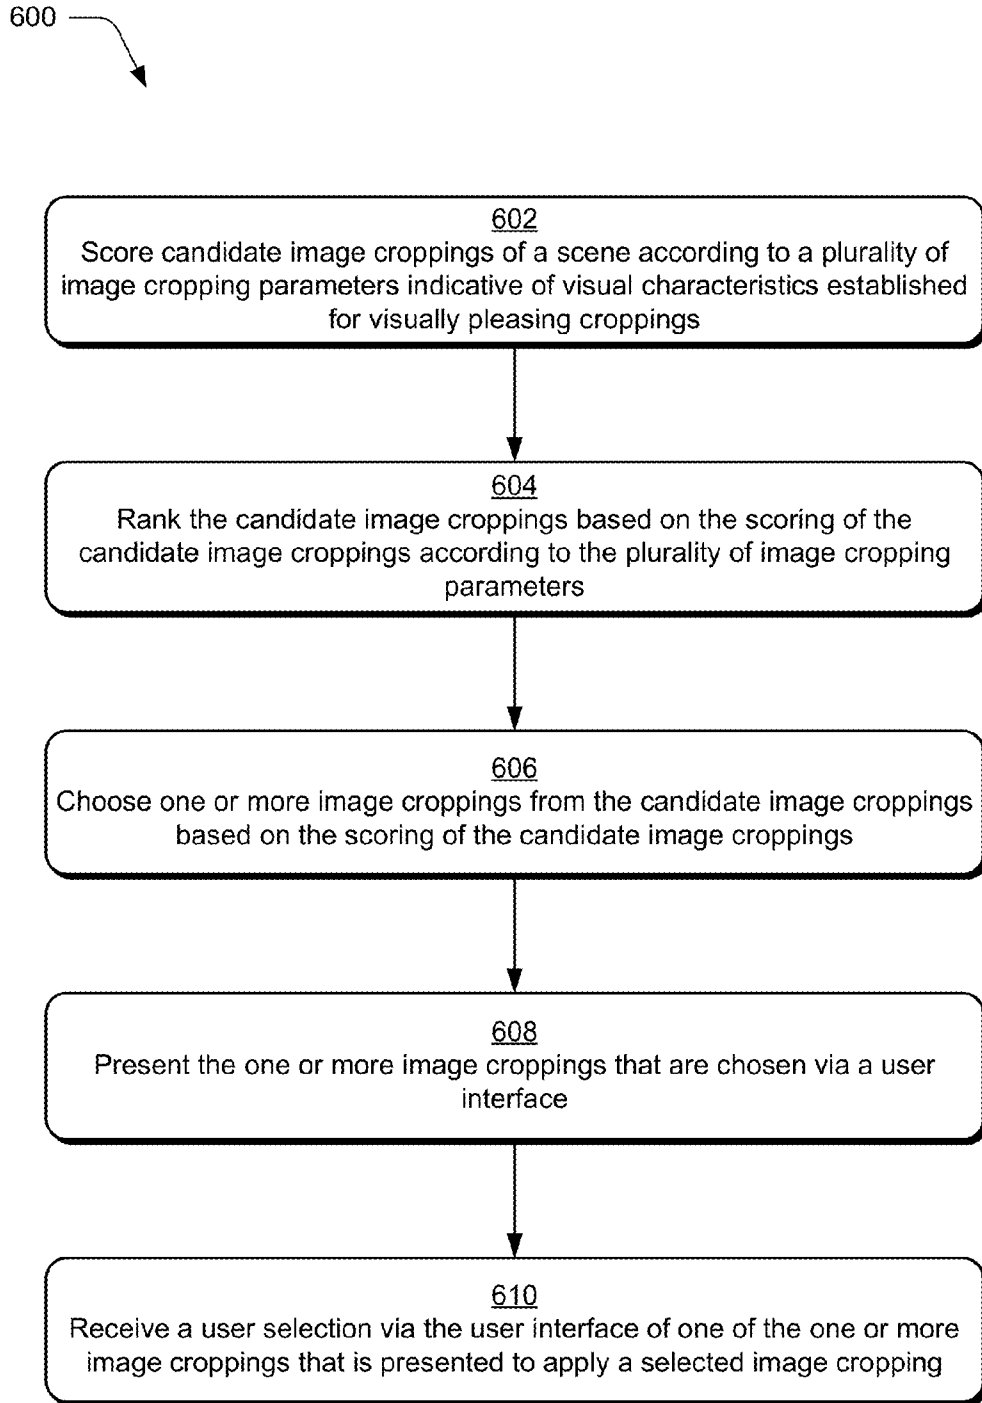 600
602
Score candidate image croppings of a scene according to a plurality of
image cropping parameters indicative of visual characteristics established
for visually pleasing croppings
604
Rank the candidate image croppings based on the scoring of the
candidate image croppings according to the plurality of image cropping
parameters
606
Choose one or more image croppings from the candidate image croppings
based on the scoring of the candidate image croppings
608
Present the one or more image croppings that are chosen via a user
interface
610
Receive a user selection via the user interface of one of the one or more
image croppings that is presented to apply a selected image cropping